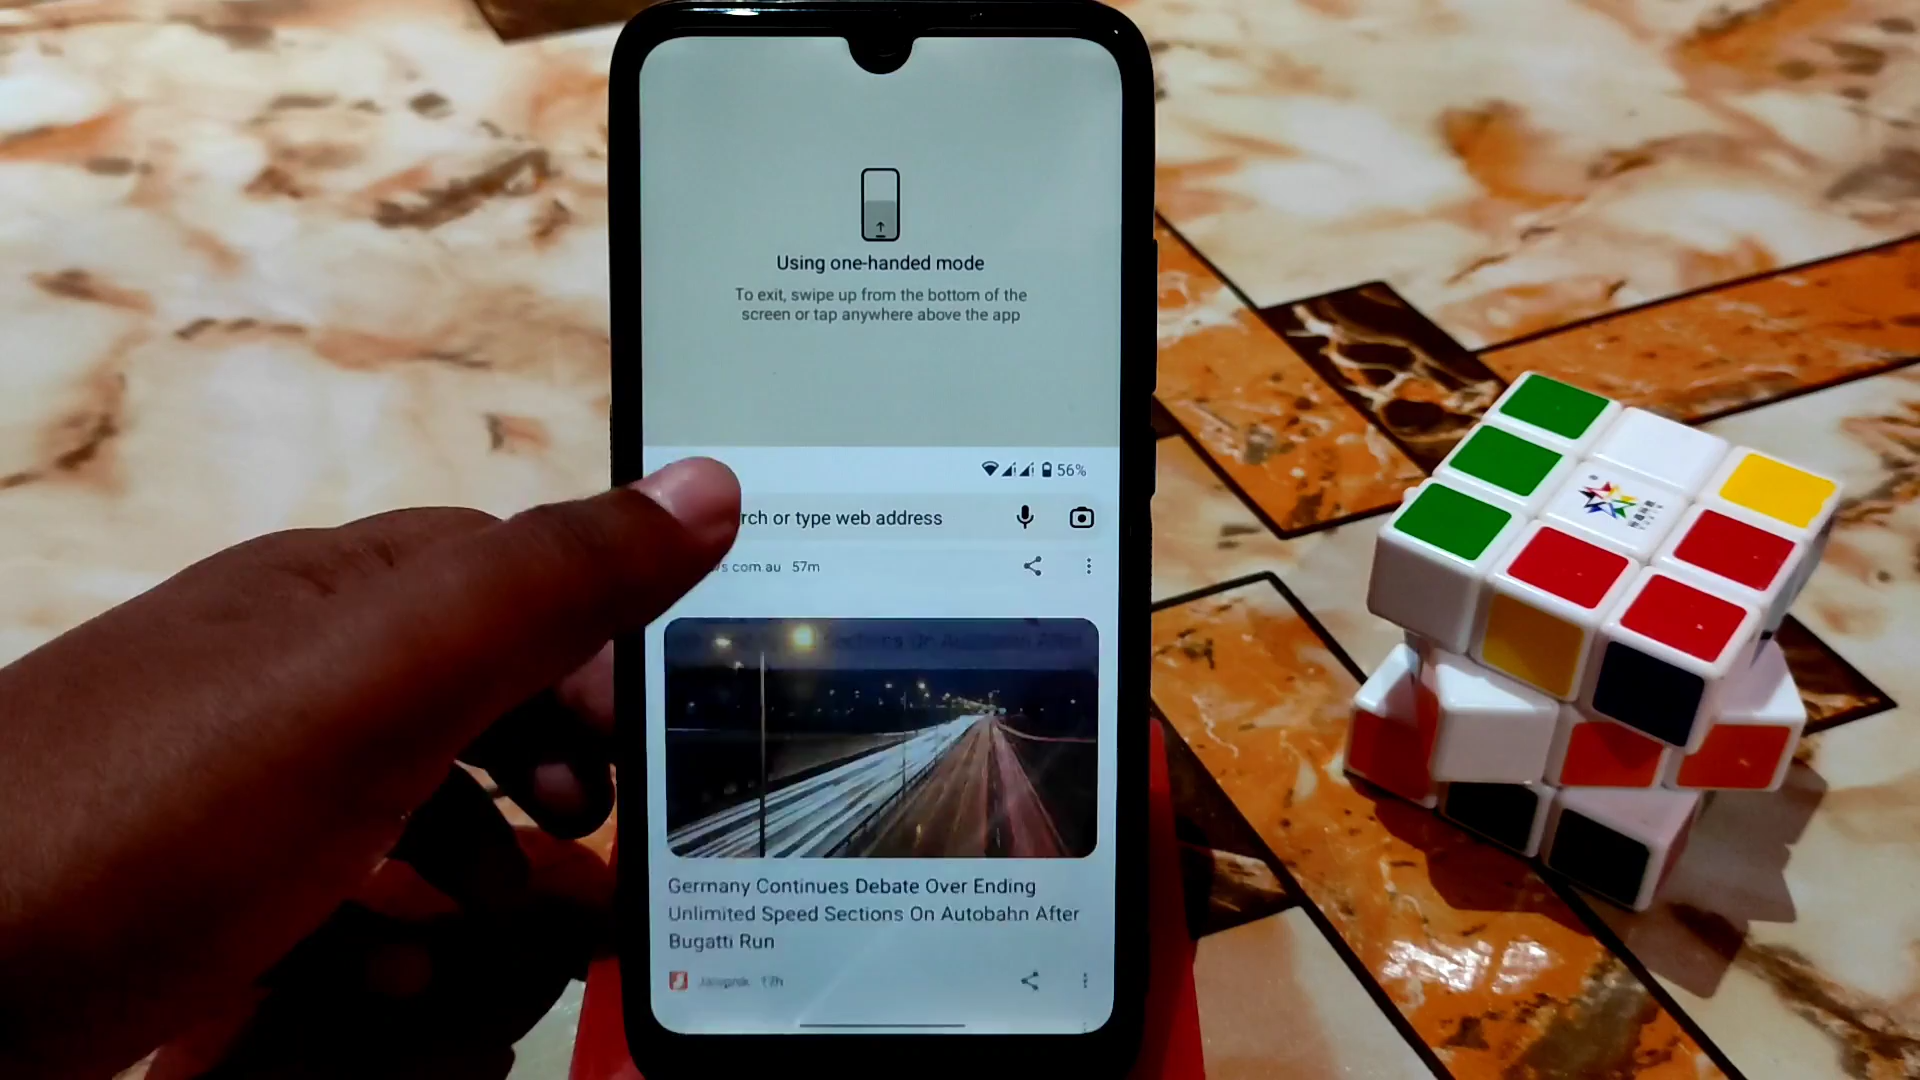 Using one-handed mode
To exit, swipe up from the bottom of the
screen or tap anywhere above the app
56%
rch or type web address
s.com.au 57m
Germany Continues Debate Over Ending
Unlimited Speed Sections On Autobahn After
Bugatti Run
Jalopnik 17h